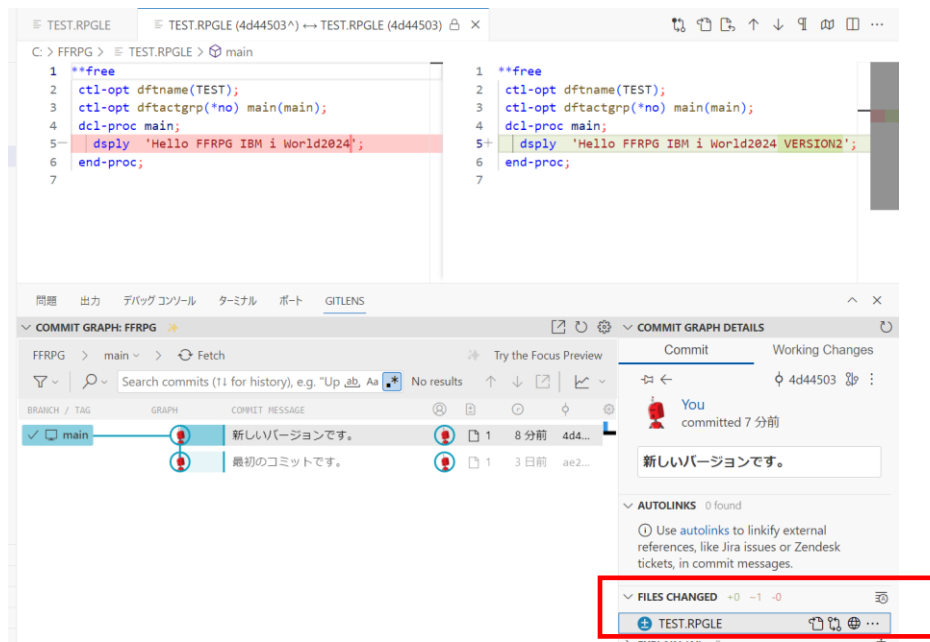 TEST.RPGLE
TEST.RPGLE (4d44503^) ↔ TEST.RPGLE (4d44503)
C: > FFRPG > TEST.RPGLE > main
1 **free
2 ctl-opt dftname(TEST);
3 ctl-opt dftactgrp(*no) main(main);
4 dcl-proc main;
5− dsply 'Hello FFRPG IBM i World2024';
6 end-proc;
7
1 **free
2 ctl-opt dftname(TEST);
3 ctl-opt dftactgrp(*no) main(main);
4 dcl-proc main;
5+ dsply 'Hello FFRPG IBM i World2024 VERSION2';
6 end-proc;
7
問題 出力 デバッグ コンソール ターミナル ポート GITLENS
COMMIT GRAPH: FFRPG
FFRPG > main > Fetch
Try the Focus Preview
Search commits (↑↓ for history), e.g. "Up ab, Aa .* No results
BRANCH / TAG GRAPH COMMIT MESSAGE
main 新しいバージョンです。 1 8 分前 4d4...
最初のコミットです。 1 3 日前 ae2...
COMMIT GRAPH DETAILS
Commit Working Changes
4d44503
You
committed 7 分前
新しいバージョンです。
AUTOLINKS 0 found
Use autolinks to linkify external
references, like Jira issues or Zendesk
tickets, in commit messages.
FILES CHANGED +0 ~1 -0
TEST.RPGLE